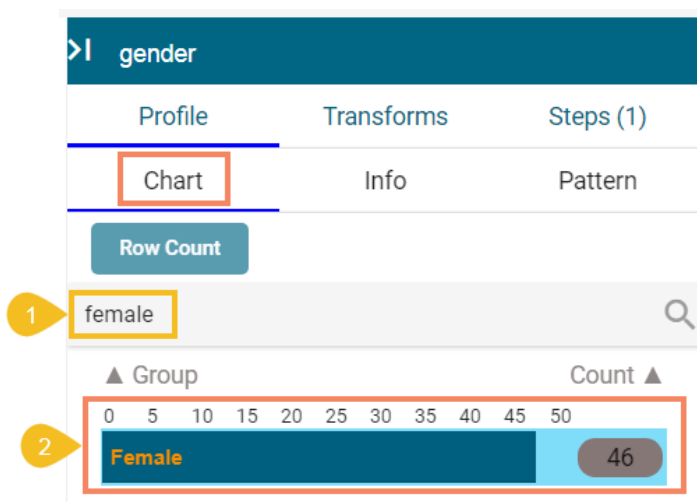 gender
Profile Transforms Steps (1)
Chart Info Pattern
Row Count
1 female
▲ Group Count ▲
0 5 10 15 20 25 30 35 40 45 50
2 Female 46